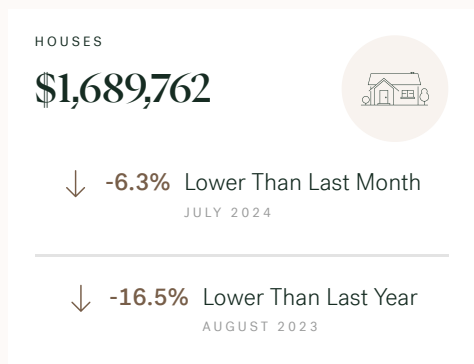 HOUSES
$1,689,762
-6.3% Lower Than Last Month
JULY 2024
-16.5% Lower Than Last Year
AUGUST 2023